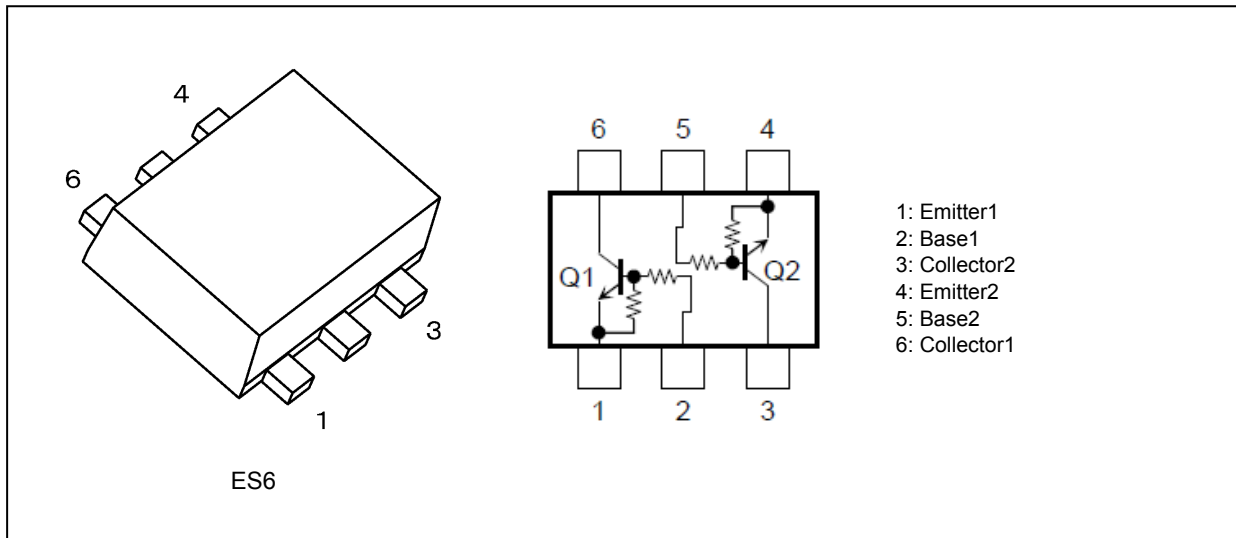 4
6
3
1
ES6
6 5 4
Q1 Q2
1 2 3
1: Emitter1
2: Base1
3: Collector2
4: Emitter2
5: Base2
6: Collector1